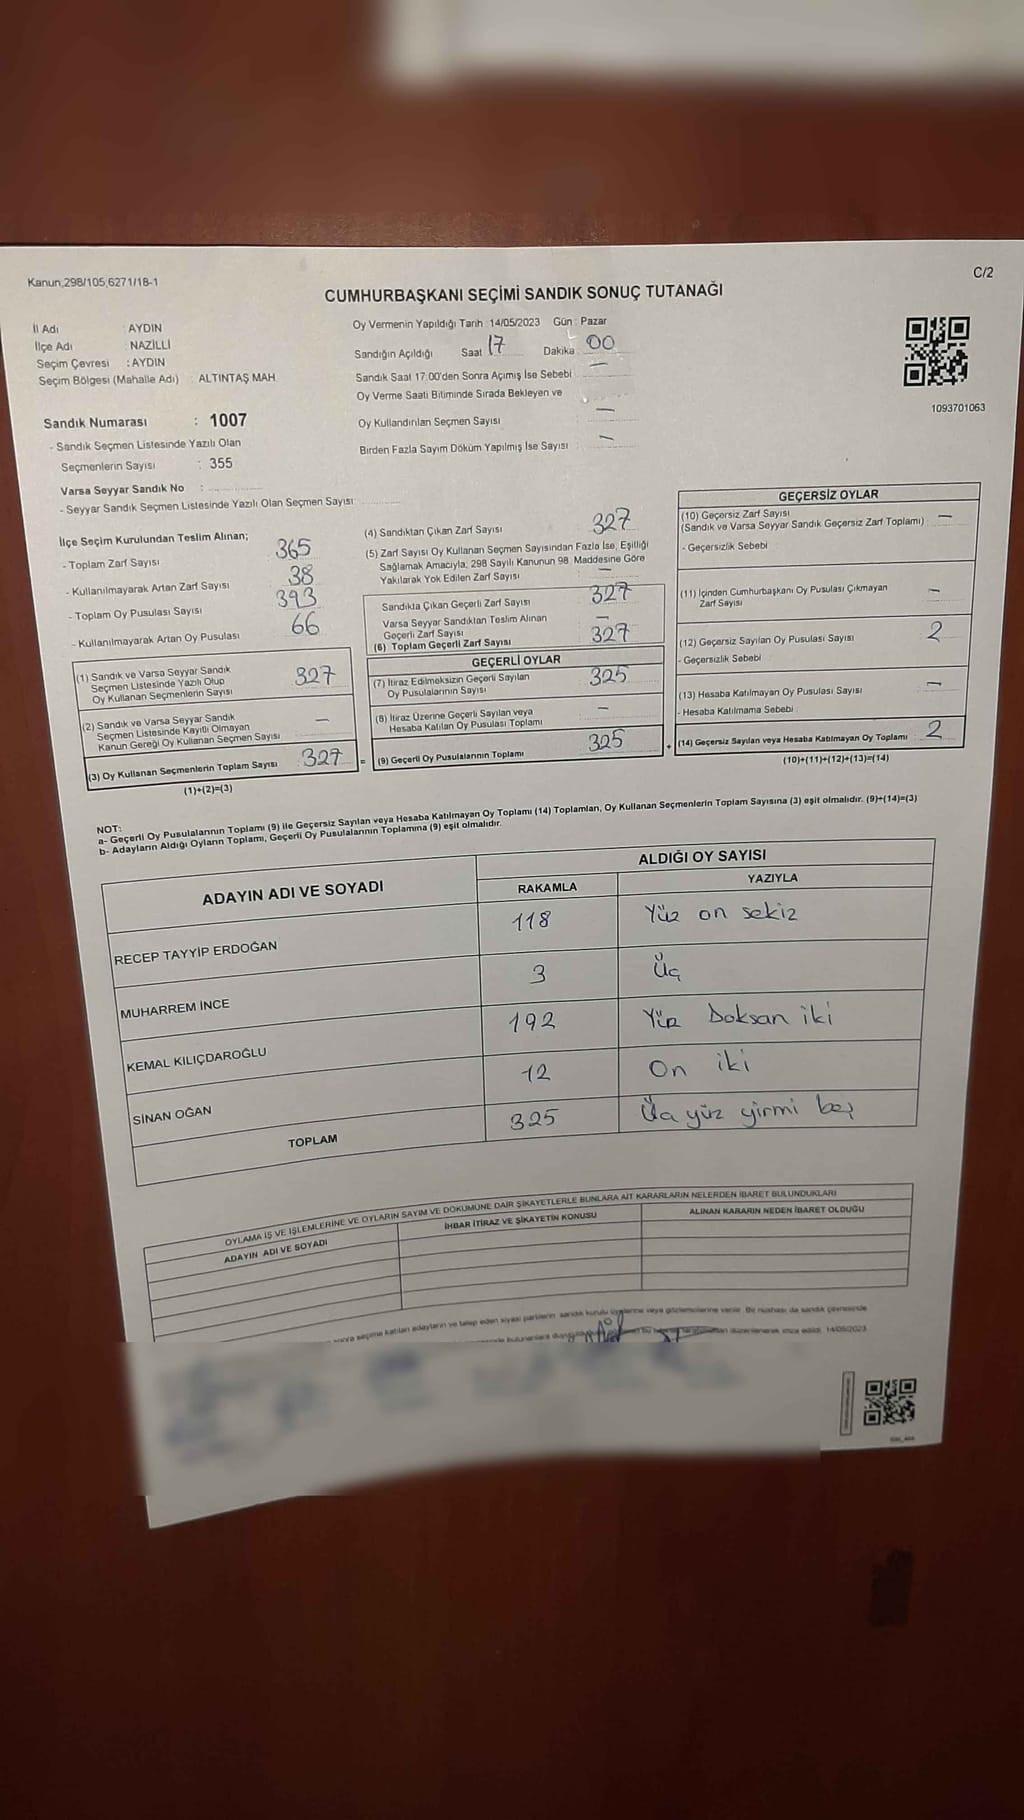 Kanun,298/105,6271/18-1
C/2
CUMHURBAŞKANI SEÇİMİ SANDIK SONUÇ TUTANAĞI
İl Adı : AYDIN
İlçe Adı : NAZİLLİ
Seçim Çevresi : AYDIN
Seçim Bölgesi (Mahalle Adı) : ALTINTAŞ MAH
Sandık Numarası : 1007
- Sandık Seçmen Listesinde Yazılı Olan
Seçmenlerin Sayısı : 355
Varsa Seyyar Sandık No :
- Seyyar Sandık Seçmen Listesinde Yazılı Olan Seçmen Sayısı:
Oy Vermenin Yapıldığı Tarih :14/05/2023 Gün : Pazar
Sandığın Açıldığı Saat 17 Dakika : 00
Sandık Saat 17:00'den Sonra Açımış İse Sebebi : —
Oy Verme Saati Bitiminde Sırada Bekleyen ve
Oy Kullandırılan Seçmen Sayısı —
Birden Fazla Sayım Döküm Yapılmış İse Sayısı : —
1093701063
İlçe Seçim Kurulundan Teslim Alınan;
- Toplam Zarf Sayısı 365
- Kullanılmayarak Artan Zarf Sayısı 38
- Toplam Oy Pusulası Sayısı 393
- Kullanılmayarak Artan Oy Pusulası 66
(1) Sandık ve Varsa Seyyar Sandık
Seçmen Listesinde Yazılı Olup
Oy Kullanan Seçmenlerin Sayısı 327
(2) Sandık ve Varsa Seyyar Sandık
Seçmen Listesinde Kayıtlı Olmayan
Kanun Gereği Oy Kullanan Seçmen Sayısı —
(3) Oy Kullanan Seçmenlerin Toplam Sayısı 327
(1)+(2)=(3)
(4) Sandıktan Çıkan Zarf Sayısı 327
(5) Zarf Sayısı Oy Kullanan Seçmen Sayısından Fazla İse, Eşitliği
Sağlamak Amacıyla, 298 Sayılı Kanunun 98. Maddesine Göre
Yakılarak Yok Edilen Zarf Sayısı —
Sandıkta Çıkan Geçerli Zarf Sayısı 327
Varsa Seyyar Sandıktan Teslim Alınan
Geçerli Zarf Sayısı —
(6) Toplam Geçerli Zarf Sayısı 327
GEÇERLİ OYLAR
(7) İtiraz Edilmeksizin Geçerli Sayılan
Oy Pusulalarının Sayısı 325
(8) İtiraz Üzerine Geçerli Sayılan veya
Hesaba Katılan Oy Pusulası Toplamı —
= (9) Geçerli Oy Pusulalarının Toplamı 325
+
GEÇERSİZ OYLAR
(10) Geçersiz Zarf Sayısı
(Sandık ve Varsa Seyyar Sandık Geçersiz Zarf Toplamı) —
- Geçersizlik Sebebi
(11) İçinden Cumhurbaşkanı Oy Pusulası Çıkmayan
Zarf Sayısı —
(12) Geçersiz Sayılan Oy Pusulası Sayısı 2
- Geçersizlik Sebebi
(13) Hesaba Katılmayan Oy Pusulası Sayısı —
- Hesaba Katılmama Sebebi
(14) Geçersiz Sayılan veya Hesaba Katılmayan Oy Toplamı 2
(10)+(11)+(12)+(13)=(14)
NOT:
a- Geçerli Oy Pusulalarının Toplamı (9) ile Geçersiz Sayılan veya Hesaba Katılmayan Oy Toplamı (14) Toplamları, Oy Kullanan Seçmenlerin Toplam Sayısına (3) eşit olmalıdır. (9)+(14)=(3)
b- Adayların Aldığı Oyların Toplamı, Geçerli Oy Pusulalarının Toplamına (9) eşit olmalıdır.
ADAYIN ADI VE SOYADI
ALDIĞI OY SAYISI
RAKAMLA YAZIYLA
RECEP TAYYİP ERDOĞAN 118 Yüz on sekiz
MUHARREM İNCE 3 Üç
KEMAL KILIÇDAROĞLU 192 Yüz Doksan iki
SİNAN OĞAN 12 On iki
TOPLAM 325 Üç yüz yirmi beş
OYLAMA İŞ VE İŞLEMLERİNE VE OYLARIN SAYIM VE DÖKÜMÜNE DAİR ŞİKAYETLERLE BUNLARA AİT KARARLARIN NELERDEN İBARET BULUNDUKLARI
ADAYIN ADI VE SOYADI
İHBAR İTİRAZ VE ŞİKAYETİN KONUSU
ALINAN KARARIN NEDEN İBARET OLDUĞU
sonra seçime katılan adayların ve talep eden siyasi partilerin sandık kurulu üyelerine veya gözlemcilerine verilir. Bir nüshası da sandık çevresinde
düzenlenerek imza edildi. 14/05/2023